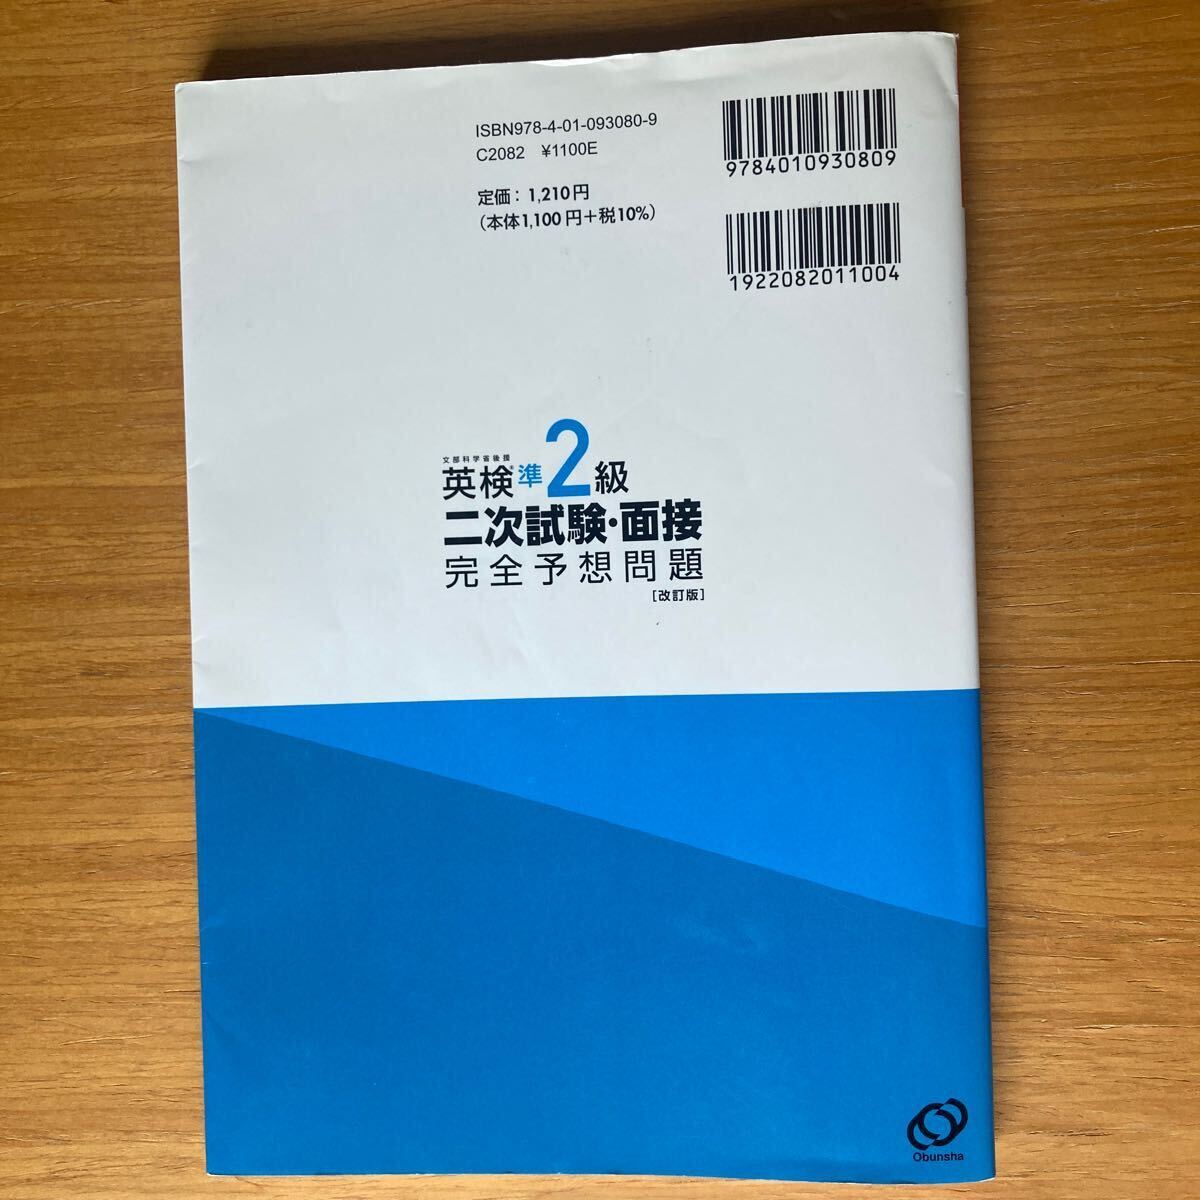 ISBN978-4-01-093080-9
C2082 ¥1100E
定価：1,210円
（本体1,100円＋税10%）
9784010930809
1922082011004
文部科学省後援
英検®準2級
二次試験・面接
完全予想問題
［改訂版］
Obunsha